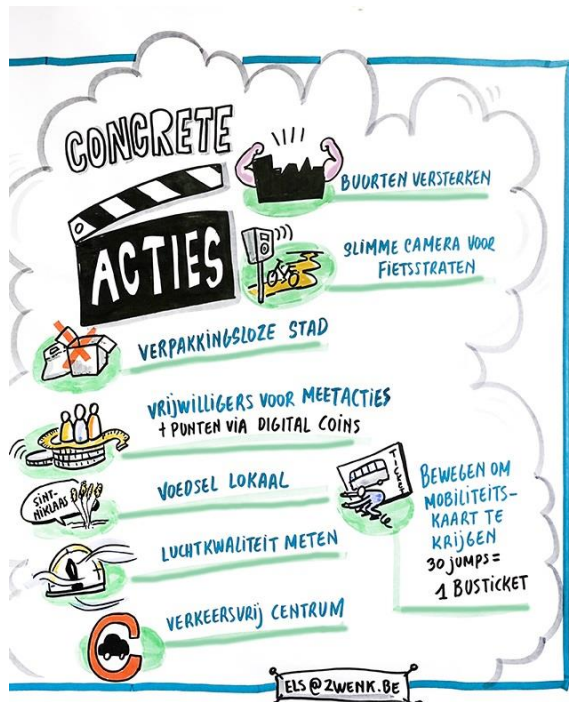 CONCRETE
ACTIES
BUURTEN VERSTERKEN
SLIMME CAMERA VOOR
FIETSSTRATEN
VERPAKKINGSLOZE STAD
VRIJWILLIGERS VOOR MEETACTIES
+ PUNTEN VIA DIGITAL COINS
SINT-
NIKLAAS
VOEDSEL LOKAAL
TICKET
BEWEGEN OM
MOBILITEITS-
KAART TE
KRIJGEN
30 JUMPS =
1 BUSTICKET
LUCHTKWALITEIT METEN
C
VERKEERSVRIJ CENTRUM
ELS@ZWENK.BE